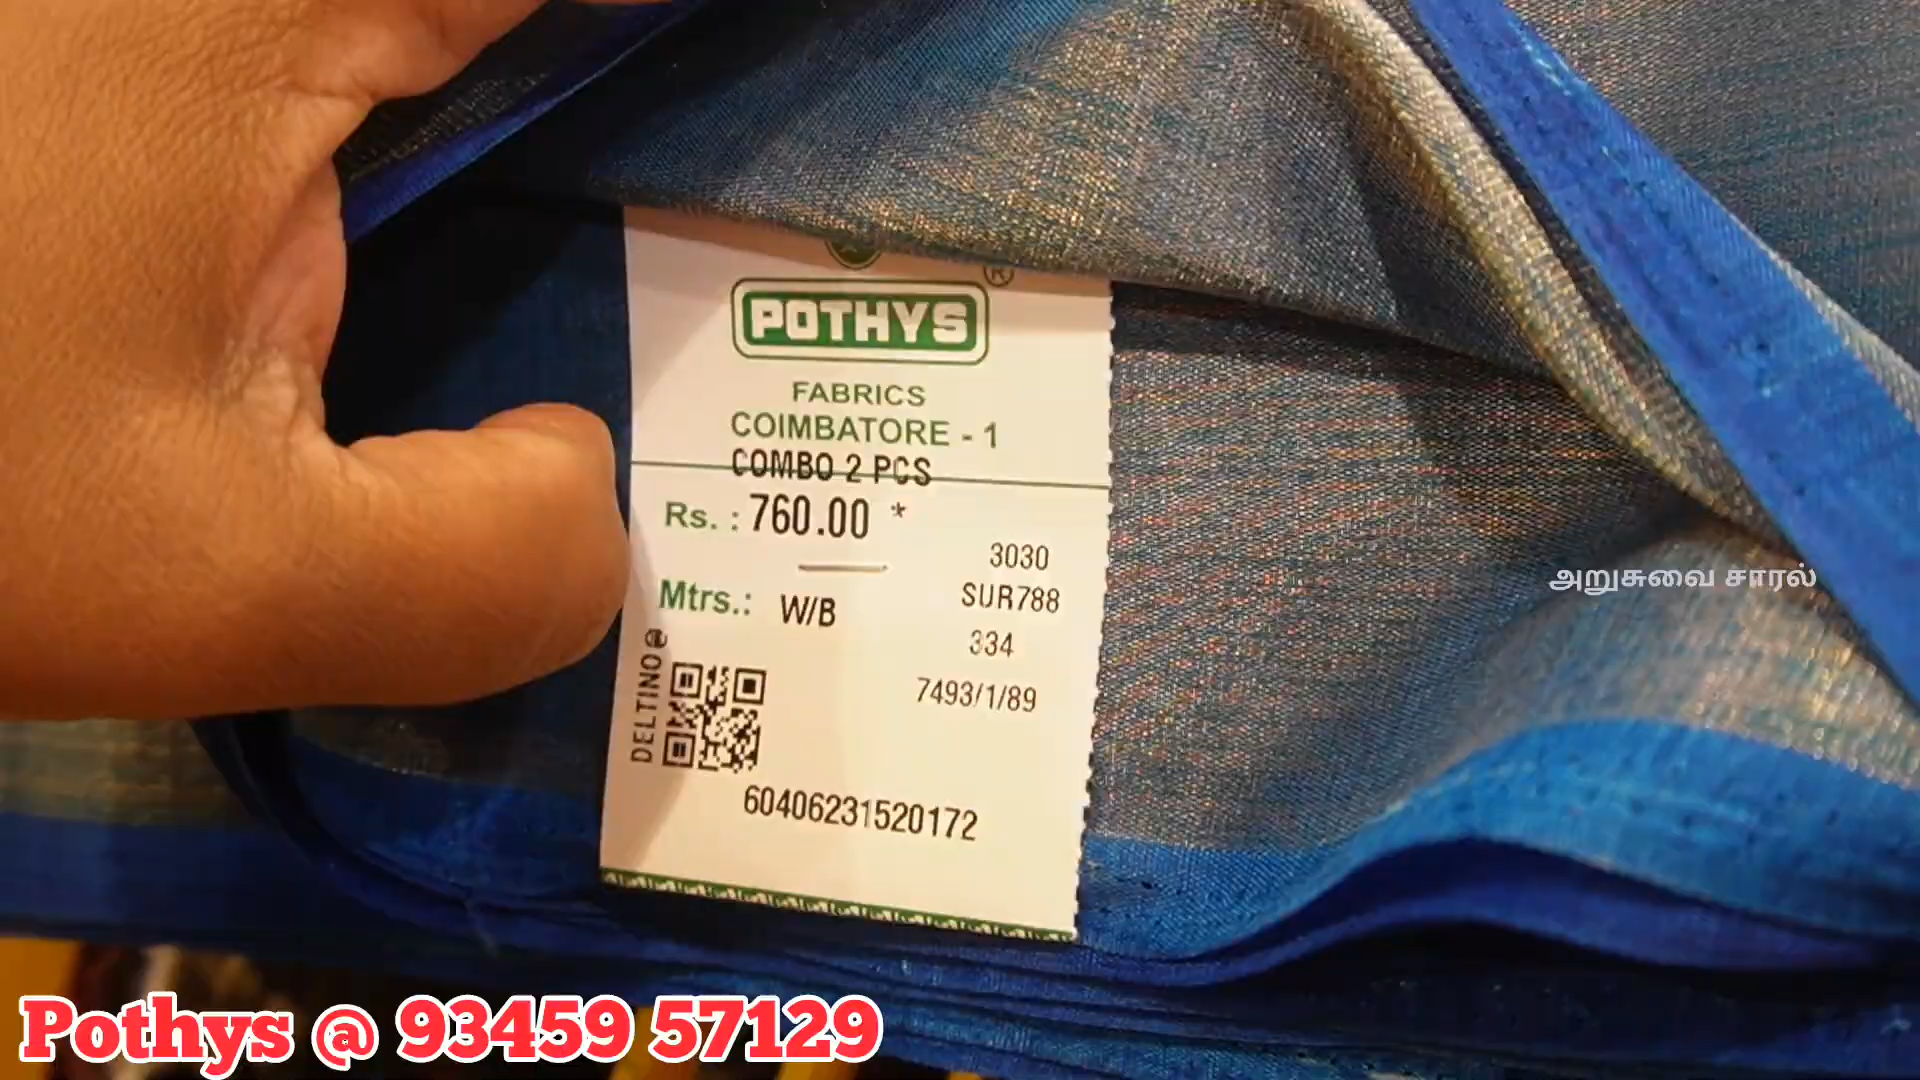 ®
POTHYS
FABRICS
COIMBATORE - 1
COMBO 2 PCS
Rs. : 760.00 *
3030
Mtrs.: W/B
SUR788
334
DELTINO
7493/1/89
60406231520172
அறுசுவை சாரல்
Pothys @ 93459 57129